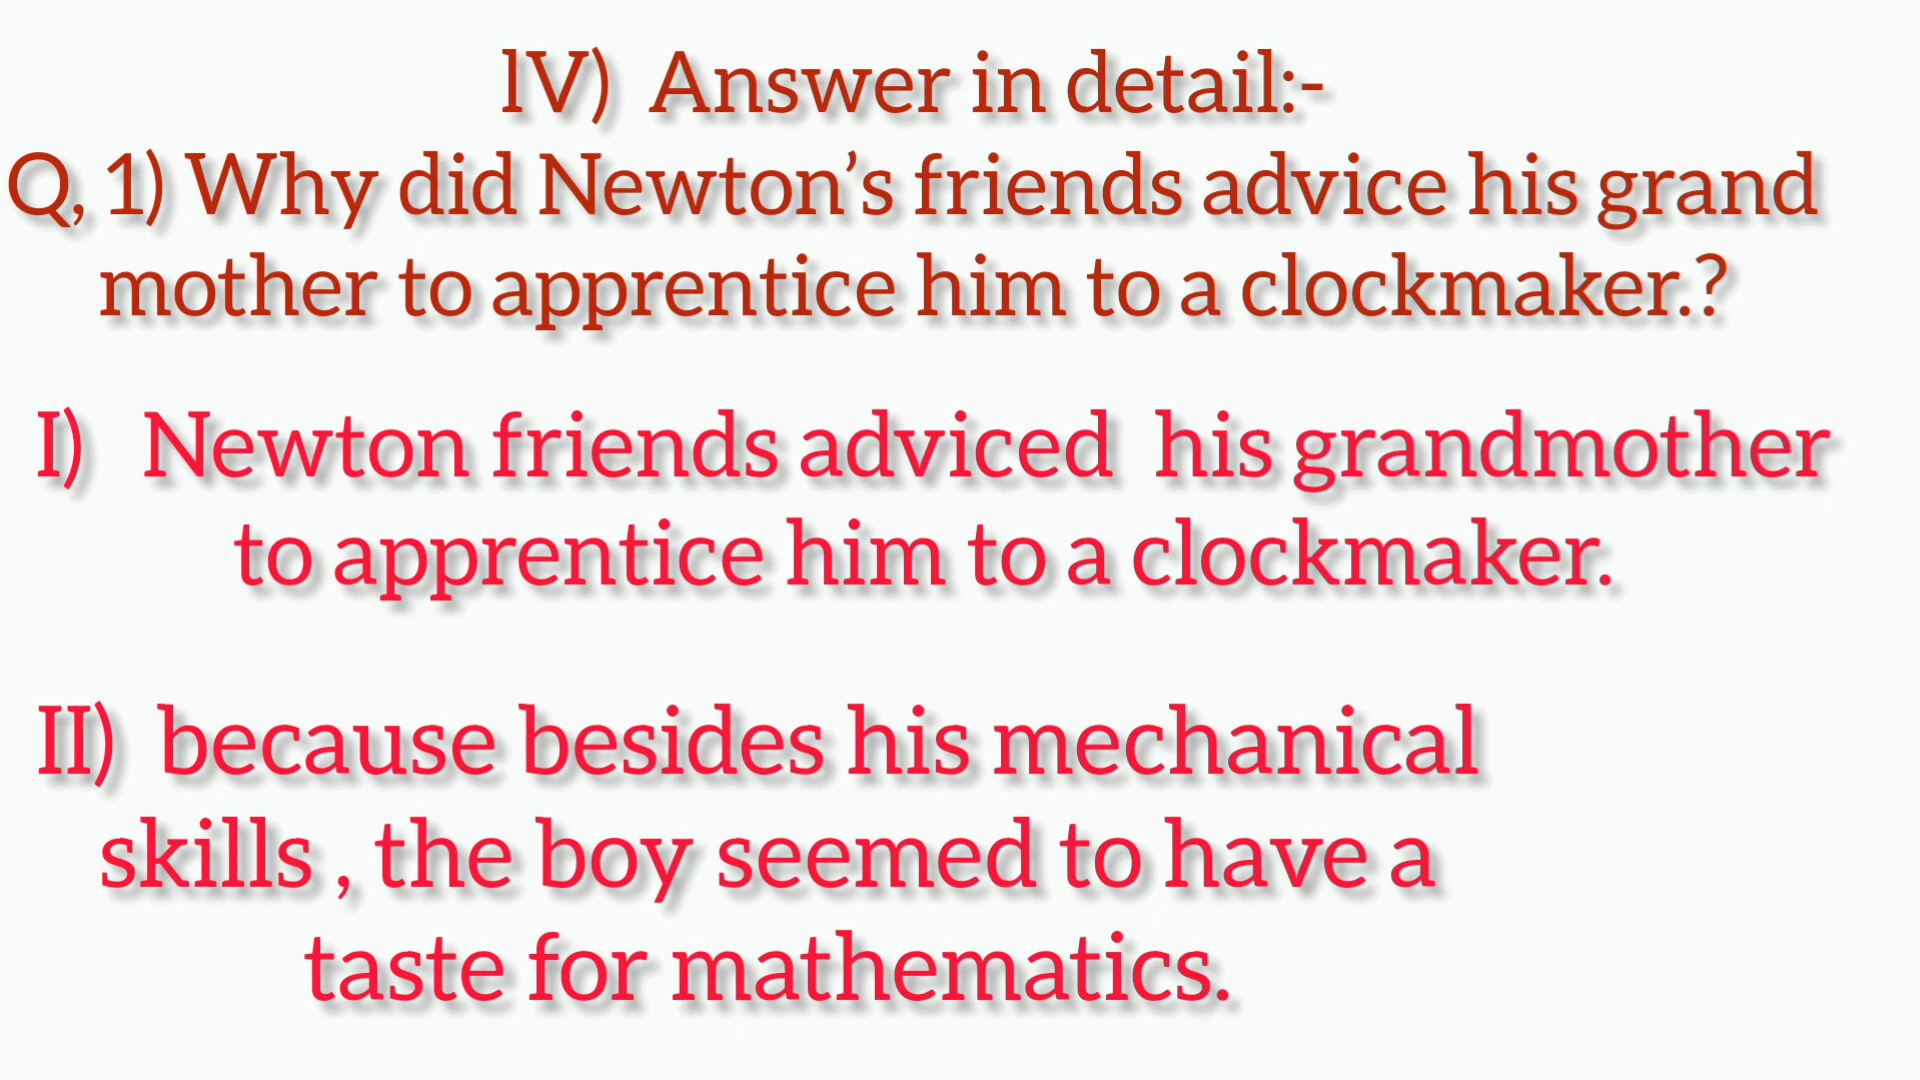 lV) Answer in detail:-
Q, 1) Why did Newton’s friends advice his grand
mother to apprentice him to a clockmaker.?
I) Newton friends adviced his grandmother
to apprentice him to a clockmaker.
II) because besides his mechanical
skills , the boy seemed to have a
taste for mathematics.